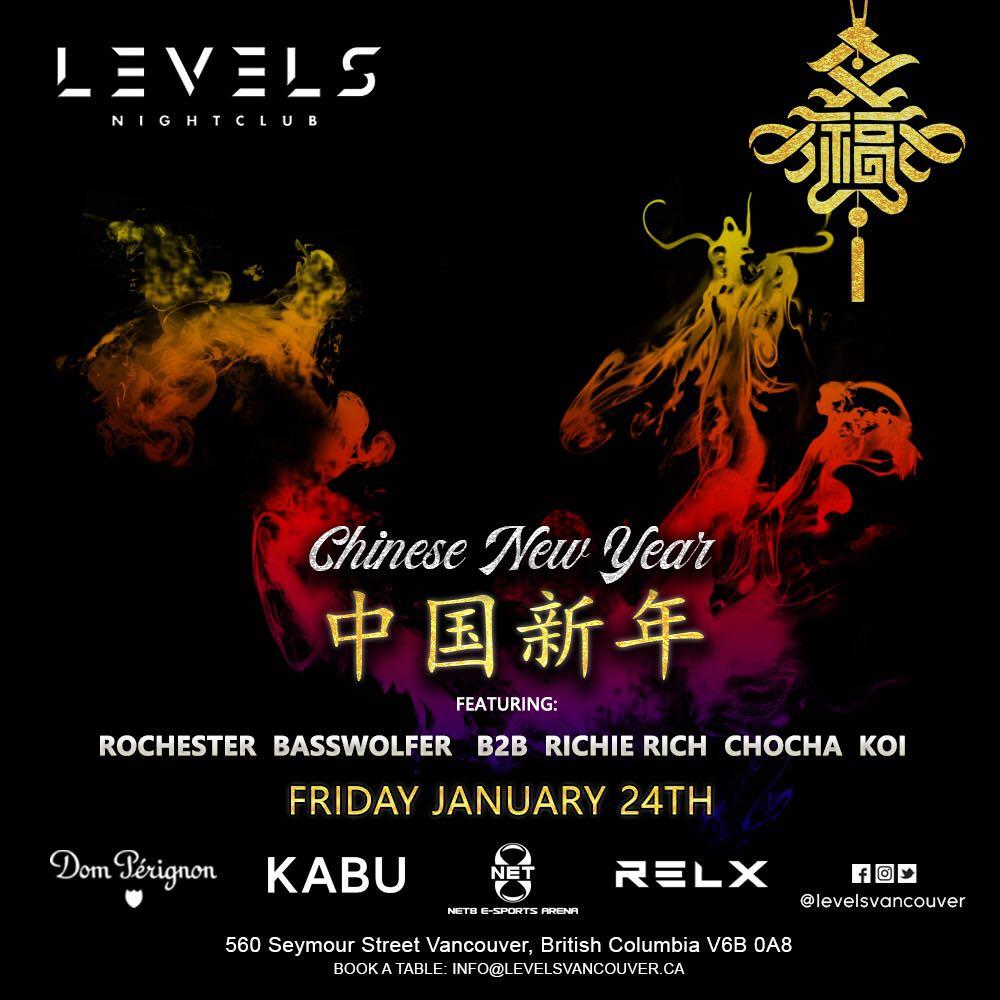 LEVELS
NIGHTCLUB
福
Chinese New Year
中国新年
FEATURING:
ROCHESTER BASSWOLFER B2B RICHIE RICH CHOCHA KOI
FRIDAY JANUARY 24TH
Dom Pérignon
KABU
NET
NET8 E-SPORTS ARENA
RELX
@levelsvancouver
560 Seymour Street Vancouver, British Columbia V6B 0A8
BOOK A TABLE: INFO@LEVELSVANCOUVER.CA